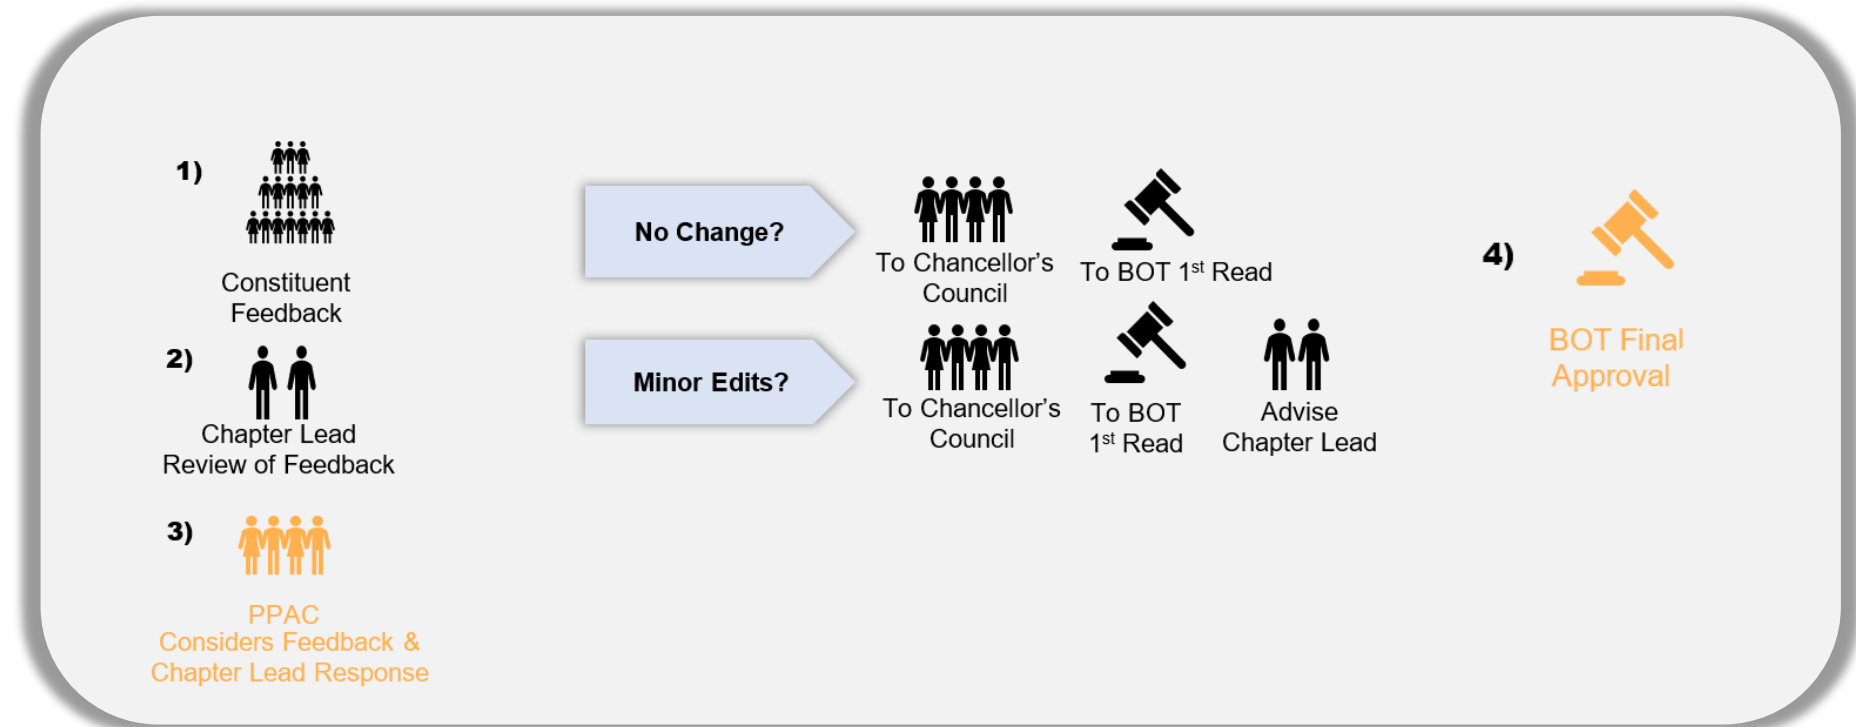 1)
Constituent
Feedback
2)
Chapter Lead
Review of Feedback
3)
PPAC
Considers Feedback &
Chapter Lead Response
No Change?
To Chancellor's
Council
To BOT 1st Read
Minor Edits?
To Chancellor's
Council
To BOT
1st Read
Advise
Chapter Lead
4)
BOT Final
Approval